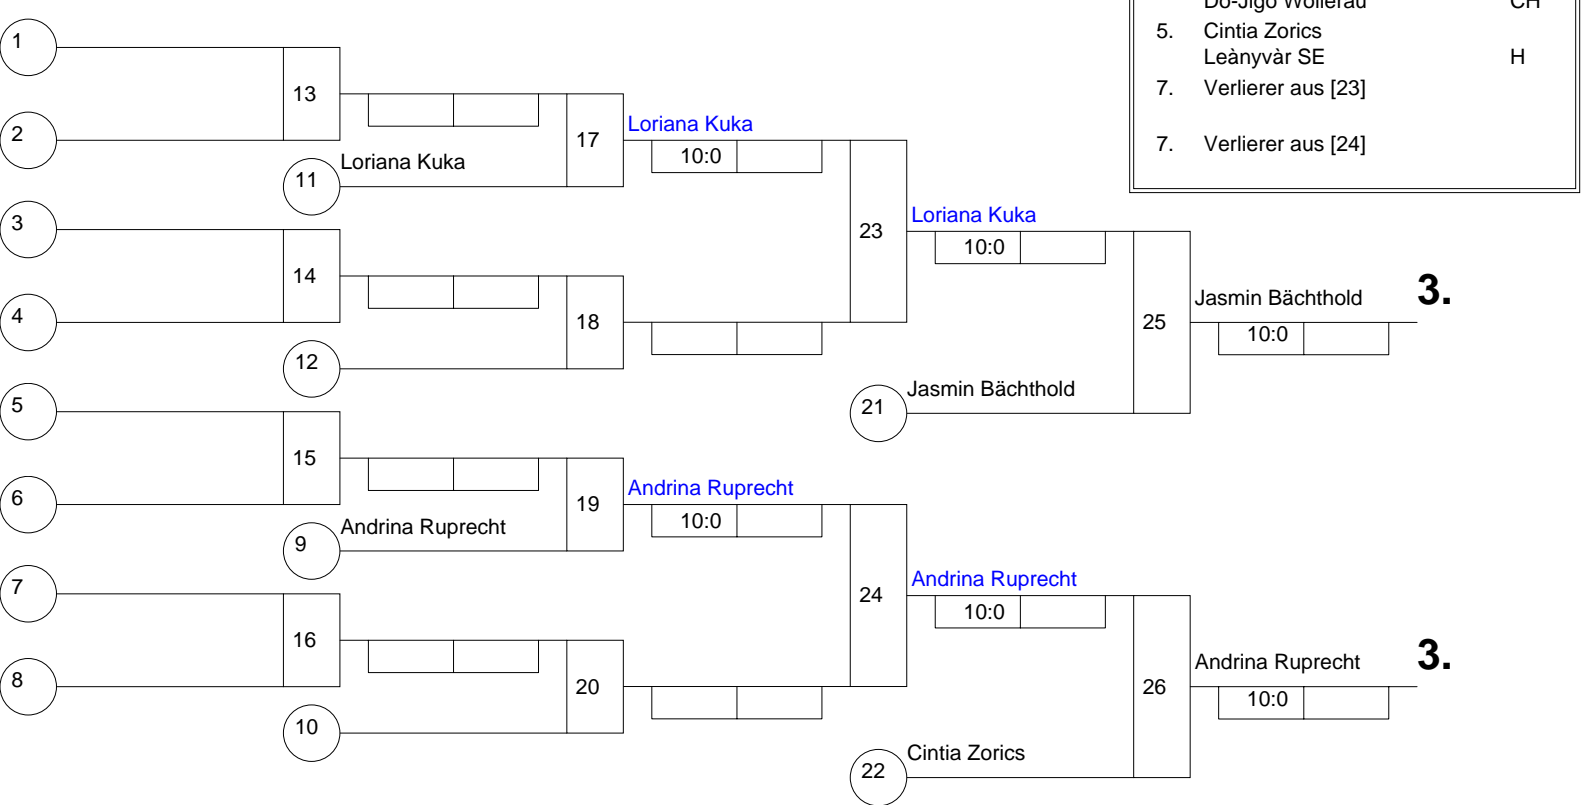 Do-Jigo Wollerau CH
5. Cintia Zorics
Leànyvàr SE H
7. Verlierer aus [23]
7. Verlierer aus [24]
1
13
2
17
Loriana Kuka
10:0
11
Loriana Kuka
3
23
Loriana Kuka
10:0
14
4
18
12
25
Jasmin Bächthold
3.
10:0
5
21
Jasmin Bächthold
15
6
19
Andrina Ruprecht
10:0
9
Andrina Ruprecht
7
24
Andrina Ruprecht
10:0
16
8
20
10
26
Andrina Ruprecht
3.
10:0
22
Cintia Zorics